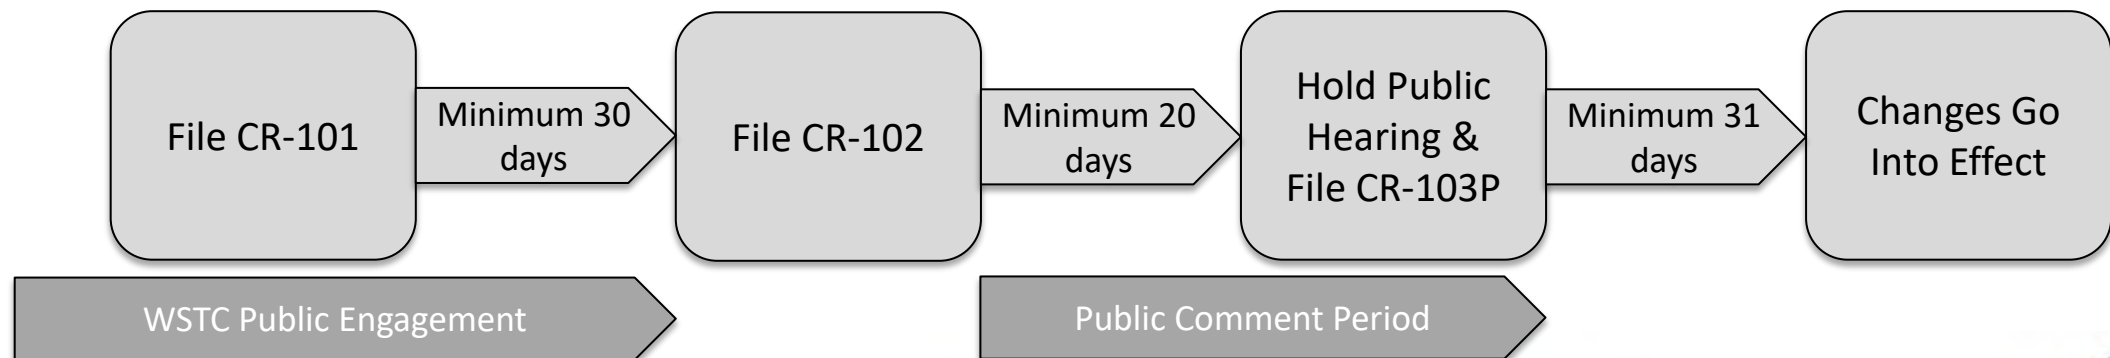 File CR-101
Minimum 30
days
File CR-102
Minimum 20
days
Hold Public
Hearing &
File CR-103P
Minimum 31
days
Changes Go
Into Effect
WSTC Public Engagement
Public Comment Period